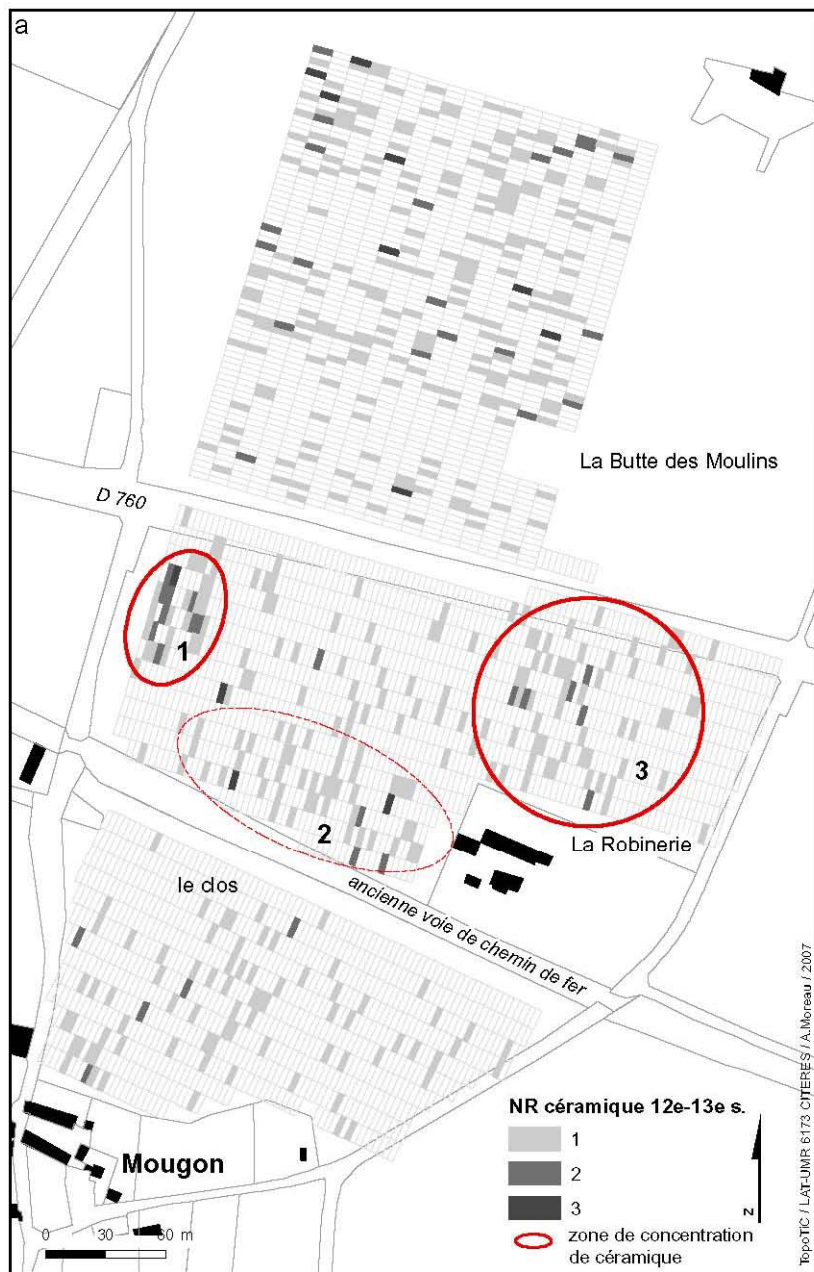 a
La Butte des Moulins
D 760
1
3
2
La Robinerie
le clos
ancienne voie de chemin de fer
Mougon
0 30 60 m
NR céramique 12e-13e s.
1
2
3
N
zone de concentration
de céramique
TopoTiC / LAT-UMR 6173 CITERES / A.Moreau / 2007